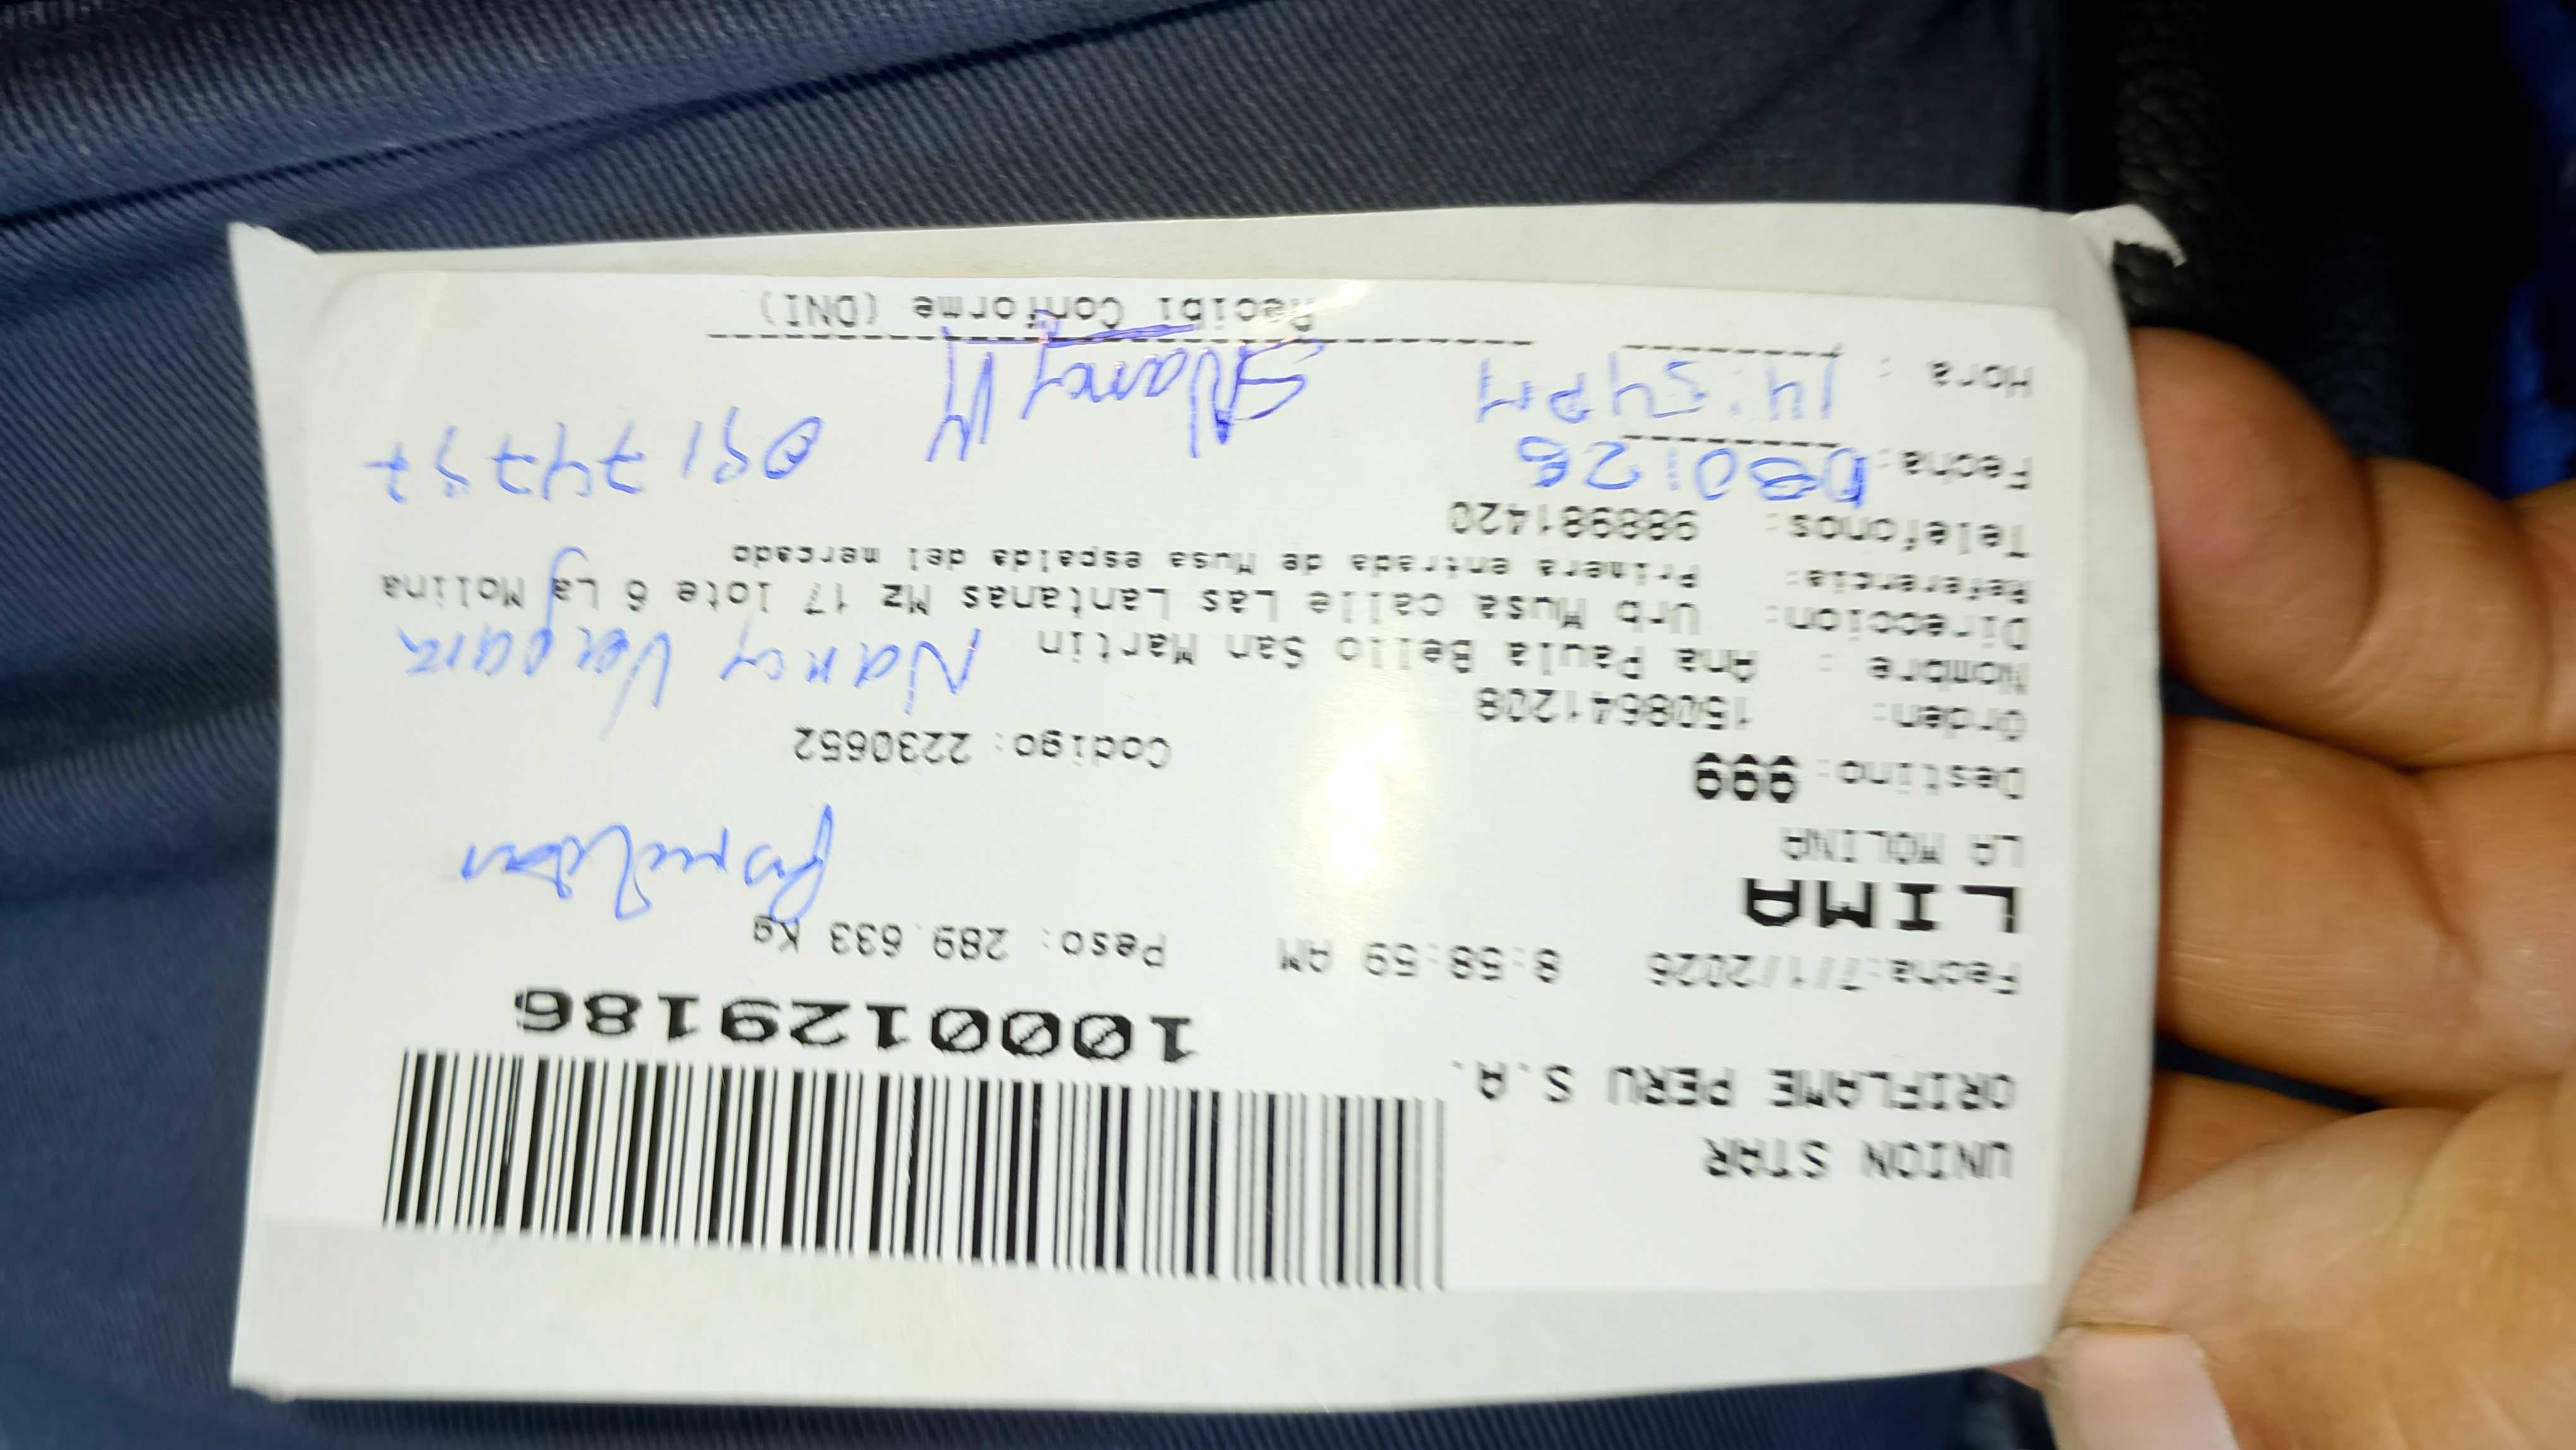 UNION STAR
ORIFLAME PERU S.A.
1000129186
Fecha:7/1/2026 8:58:59 AM Peso: 289.633 Kg
LIMA
LA MOLINA
Destino: 999 Codigo: 2230652
Orden: 1508641208
Nombre : Ana Paula Bello San Martin Nancy Vergara
Direccion: Urb Musa calle Las Lantanas Mz 17 lote 6 La Molina
Referencia: Primera entrada de Musa espalda del mercado
Telefonos: 988981420
Fecha: 080126
Hora : 14:54PM Nancy V
Recibi Conforme (DNI)